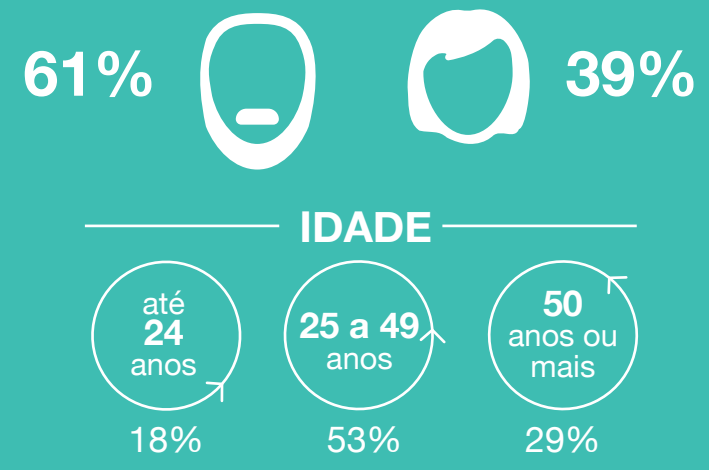 61%
39%
IDADE
até
24
anos
18%
25 a 49
anos
53%
50
anos ou
mais
29%